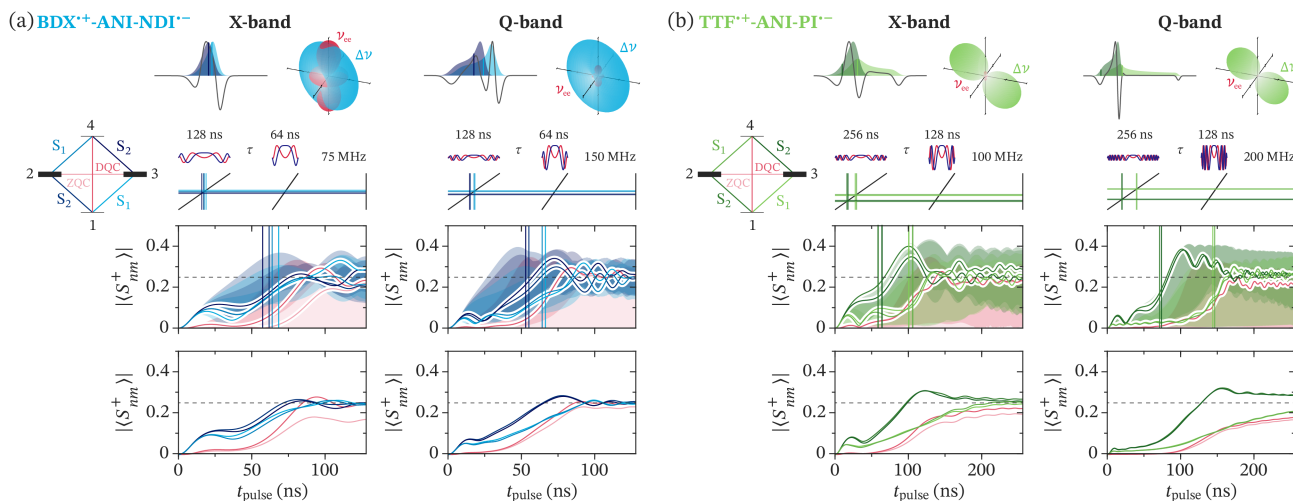 (a) BDX•+-ANI-NDI•− X-band Q-band
νee Δν
νee Δν
4
S1 S2
2 DQC 3
ZQC
S2 S1
1
128 ns τ 64 ns 75 MHz
128 ns τ 64 ns 150 MHz
|⟨S+nm⟩|
0.4
0.2
0
|⟨S+nm⟩|
0.4
0.2
0
|⟨S+nm⟩|
0.4
0.2
0
0 50 100
tpulse (ns)
|⟨S+nm⟩|
0.4
0.2
0
0 50 100
tpulse (ns)
(b) TTF•+-ANI-PI•− X-band Q-band
νee Δν
νee Δν
4
S1 S2
2 DQC 3
ZQC
S2 S1
1
256 ns τ 128 ns 100 MHz
256 ns τ 128 ns 200 MHz
|⟨S+nm⟩|
0.4
0.2
0
|⟨S+nm⟩|
0.4
0.2
0
|⟨S+nm⟩|
0.4
0.2
0
0 100 200
tpulse (ns)
|⟨S+nm⟩|
0.4
0.2
0
0 100 200
tpulse (ns)